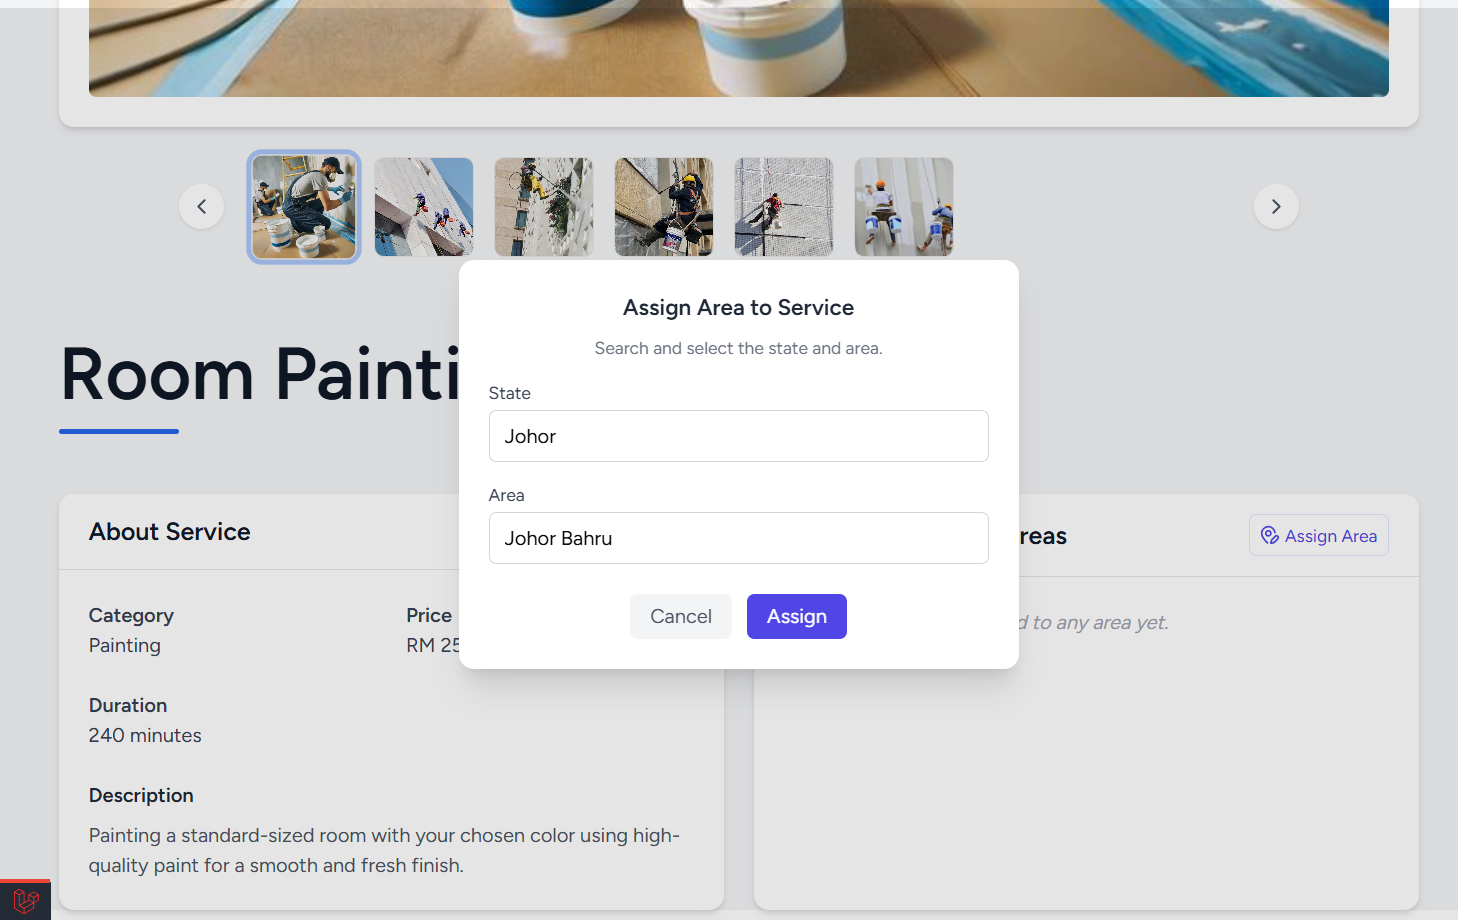 Assign Area to Service
Search and select the state and area.
State
Johor
Area
Johor Bahru
Cancel
Assign
Room Painti
About Service
Category
Painting
Price
RM 25
Duration
240 minutes
Description
Painting a standard-sized room with your chosen color using high-
quality paint for a smooth and fresh finish.
reas
Assign Area
d to any area yet.